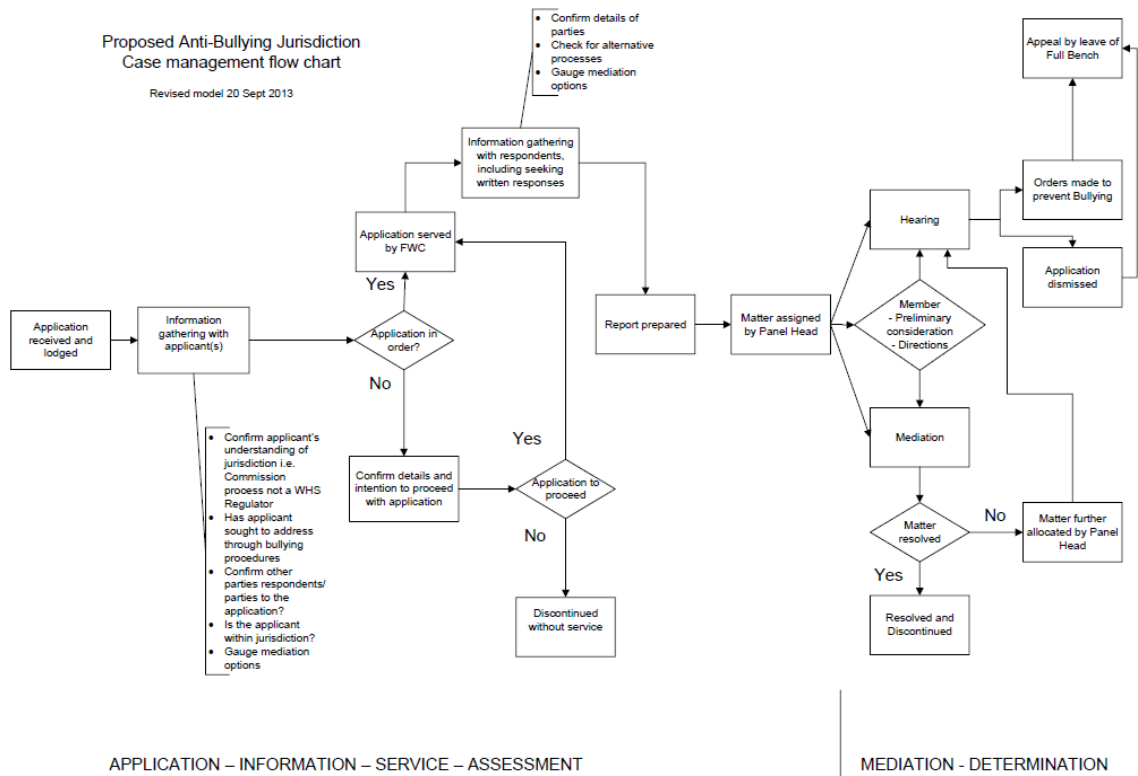 Proposed Anti-Bullying Jurisdiction
Case management flow chart
Revised model 20 Sept 2013
• Confirm details of
parties
• Check for alternative
processes
• Gauge mediation
options
Appeal by leave of
Full Bench
Information gathering
with respondents,
including seeking
written responses
Orders made to
prevent Bullying
Hearing
Application served
by FWC
Application
dismissed
Yes
Member
- Preliminary
consideration
- Directions
Application
received and
lodged
Information
gathering with
applicant(s)
Application in
order?
Report prepared
Matter assigned
by Panel Head
No
• Confirm applicant's
understanding of
jurisdiction i.e.
Commission
process not a WHS
Regulator
• Has applicant
sought to address
through bullying
procedures
• Confirm other
parties respondents/
parties to the
application?
• Is the applicant
within jurisdiction?
• Gauge mediation
options
Yes
Mediation
Confirm details and
intention to proceed
with application
Application to
proceed
No
Matter
resolved
No
Matter further
allocated by Panel
Head
Yes
Discontinued
without service
Resolved and
Discontinued
APPLICATION – INFORMATION – SERVICE – ASSESSMENT
MEDIATION - DETERMINATION